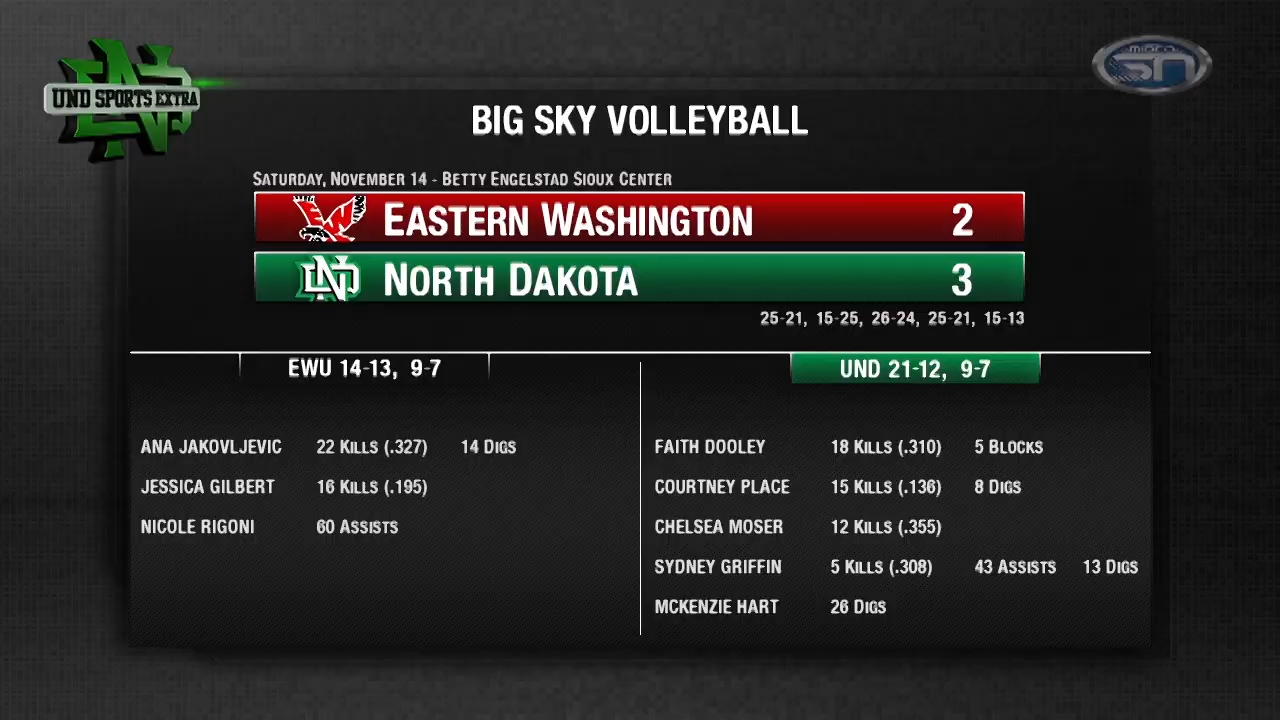 UND SPORTS EXTRA
MIDCO
SN
BIG SKY VOLLEYBALL
SATURDAY, NOVEMBER 14 - BETTY ENGELSTAD SIOUX CENTER
EASTERN WASHINGTON 2
NORTH DAKOTA 3
25-21, 15-25, 26-24, 25-21, 15-13
EWU 14-13, 9-7
UND 21-12, 9-7
ANA JAKOVLJEVIC 22 KILLS (.327) 14 DIGS
JESSICA GILBERT 16 KILLS (.195)
NICOLE RIGONI 60 ASSISTS
FAITH DOOLEY 18 KILLS (.310) 5 BLOCKS
COURTNEY PLACE 15 KILLS (.136) 8 DIGS
CHELSEA MOSER 12 KILLS (.355)
SYDNEY GRIFFIN 5 KILLS (.308) 43 ASSISTS 13 DIGS
MCKENZIE HART 26 DIGS